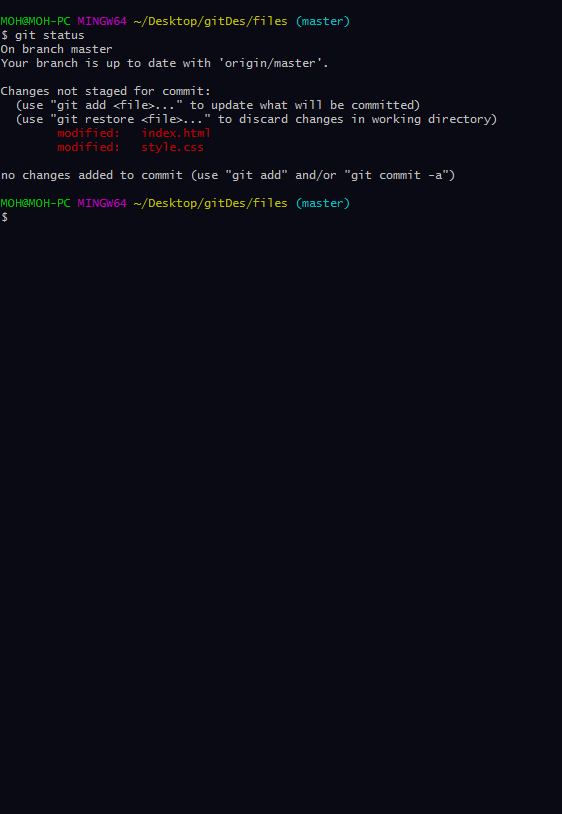 MOH@MOH-PC MINGW64 ~/Desktop/gitDes/files (master)
$ git status
On branch master
Your branch is up to date with 'origin/master'.
Changes not staged for commit:
(use "git add <file>..." to update what will be committed)
(use "git restore <file>..." to discard changes in working directory)
modified: index.html
modified: style.css
no changes added to commit (use "git add" and/or "git commit -a")
MOH@MOH-PC MINGW64 ~/Desktop/gitDes/files (master)
$